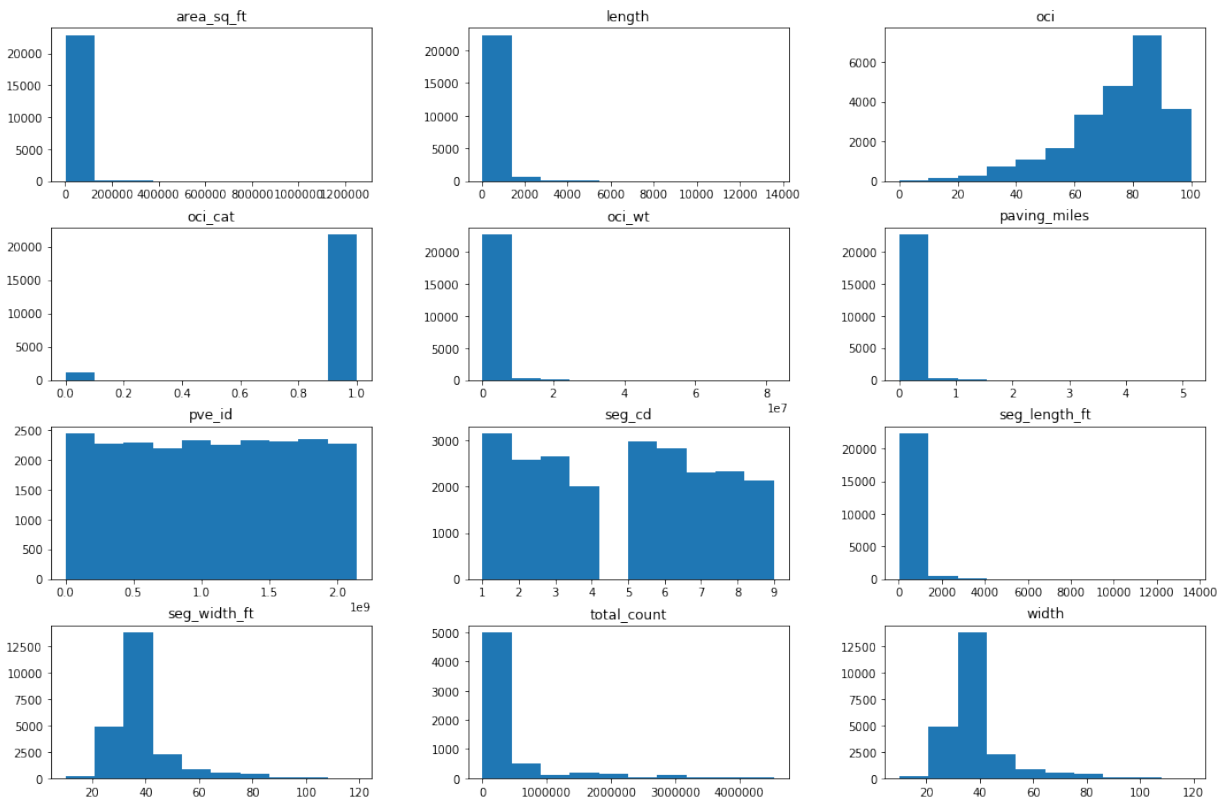 area_sq_ft
20000
15000
10000
5000
0
0 200000 400000 600000 800000 1000000 1200000
length
20000
15000
10000
5000
0
0 2000 4000 6000 8000 10000 12000 14000
oci
6000
4000
2000
0
0 20 40 60 80 100
oci_cat
20000
15000
10000
5000
0
0.0 0.2 0.4 0.6 0.8 1.0
oci_wt
20000
15000
10000
5000
0
0 2 4 6 8
1e7
paving_miles
20000
15000
10000
5000
0
0 1 2 3 4 5
pve_id
2500
2000
1500
1000
500
0
0.0 0.5 1.0 1.5 2.0
1e9
seg_cd
3000
2000
1000
0
1 2 3 4 5 6 7 8 9
seg_length_ft
20000
15000
10000
5000
0
0 2000 4000 6000 8000 10000 12000 14000
seg_width_ft
12500
10000
7500
5000
2500
0
20 40 60 80 100 120
total_count
5000
4000
3000
2000
1000
0
0 1000000 2000000 3000000 4000000
width
12500
10000
7500
5000
2500
0
20 40 60 80 100 120